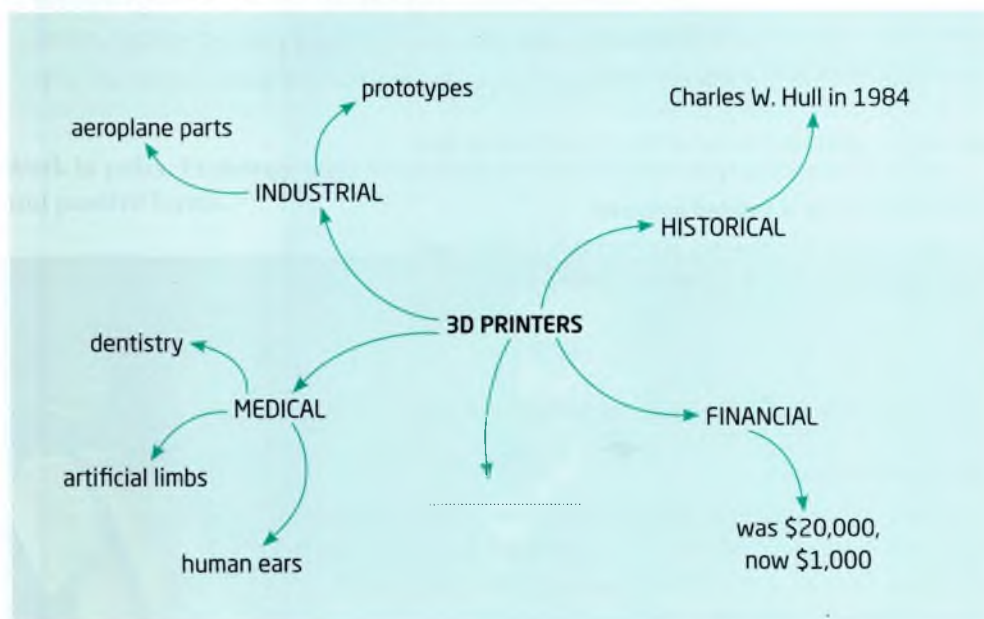 prototypes
Charles W. Hull in 1984
aeroplane parts
INDUSTRIAL
HISTORICAL
3D PRINTERS
dentistry
MEDICAL
FINANCIAL
artificial limbs
was $20,000,
now $1,000
human ears